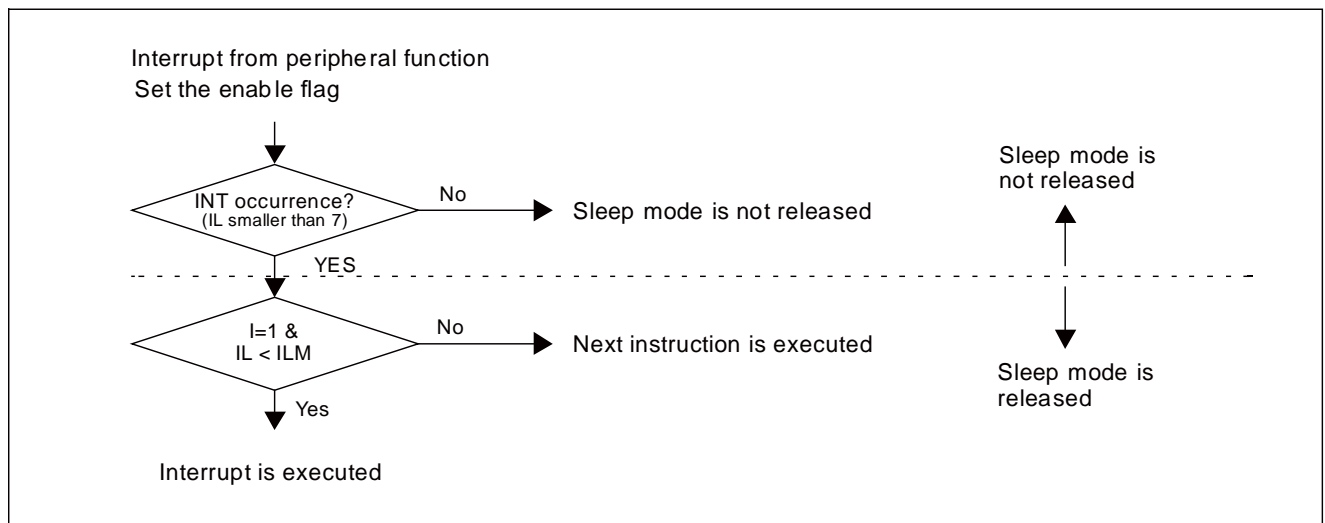 Interrupt from peripheral function
Set the enable flag
INT occurrence?
(IL smaller than 7)
No
Sleep mode is not released
Sleep mode is
not released
YES
I=1 &
IL < ILM
No
Next instruction is executed
Sleep mode is
released
Yes
Interrupt is executed